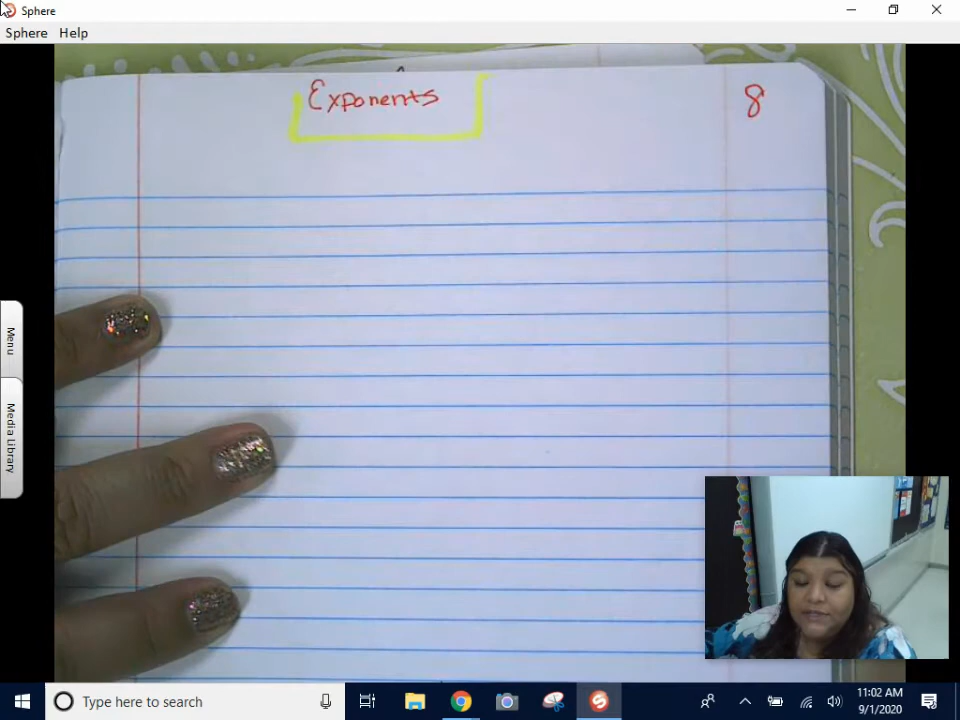 Sphere
Sphere Help
Exponents
8
Menu
Media Library
Type here to search
11:02 AM
9/1/2020